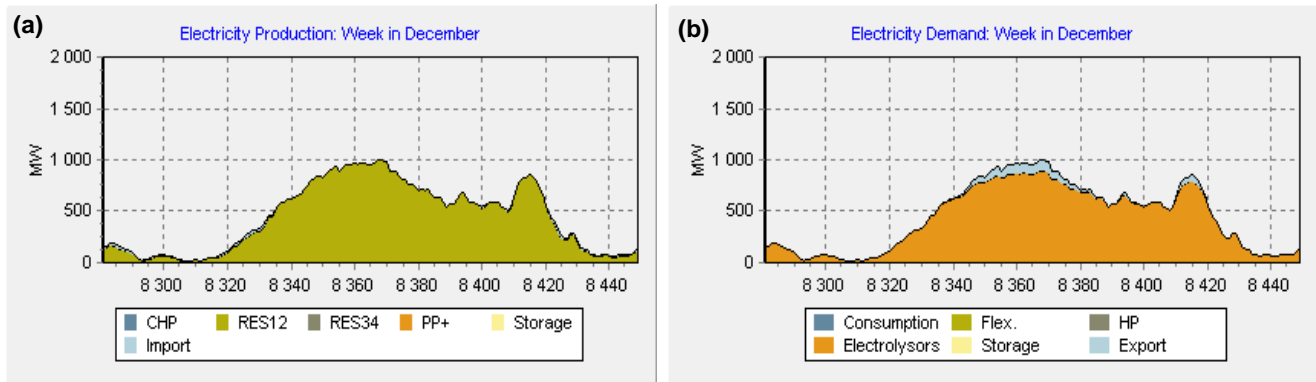 (a)
Electricity Production: Week in December
2 000
1 500
1 000
500
0
MW
8 300 8 320 8 340 8 360 8 380 8 400 8 420 8 440
CHP RES12 RES34 PP+ Storage
Import
(b)
Electricity Demand: Week in December
2 000
1 500
1 000
500
0
MW
8 300 8 320 8 340 8 360 8 380 8 400 8 420 8 440
Consumption Flex. HP
Electrolysors Storage Export